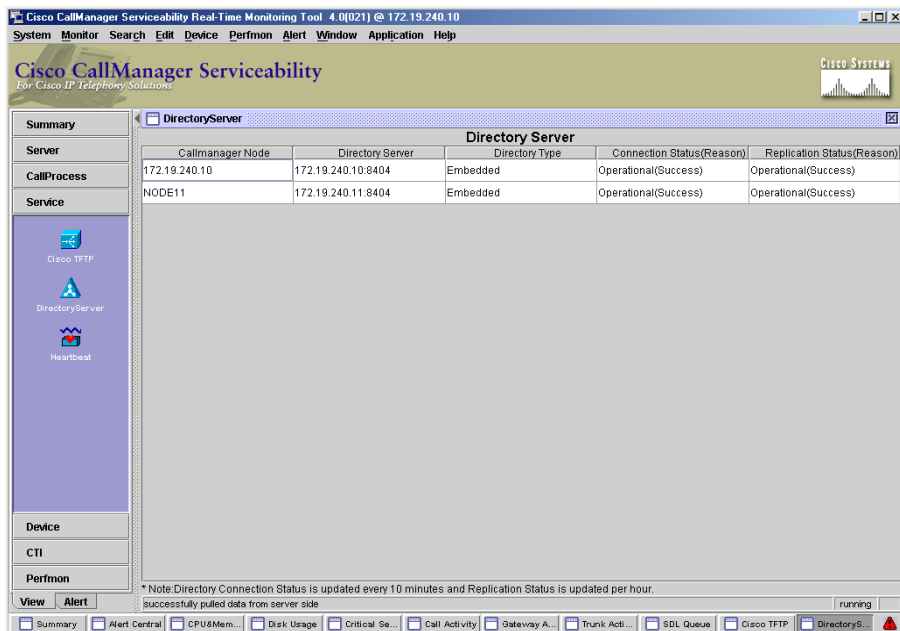 Cisco CallManager Serviceability Real-Time Monitoring Tool 4.0(021) @ 172.19.240.10
System Monitor Search Edit Device Perfmon Alert Window Application Help
Cisco CallManager Serviceability
For Cisco IP Telephony Solutions
CISCO SYSTEMS
Summary
Server
CallProcess
Service
Cisco TFTP
DirectoryServer
Heartbeat
Device
CTI
Perfmon
View Alert
DirectoryServer
Directory Server
Callmanager Node Directory Server Directory Type Connection Status(Reason) Replication Status(Reason)
172.19.240.10 172.19.240.10:8404 Embedded Operational(Success) Operational(Success)
NODE11 172.19.240.11:8404 Embedded Operational(Success) Operational(Success)
* Note:Directory Connection Status is updated every 10 minutes and Replication Status is updated per hour.
successfully pulled data from server side running
Summary Alert Central CPU&Mem... Disk Usage Critical Se... Call Activity Gateway A... Trunk Acti... SDL Queue Cisco TFTP DirectoryS...